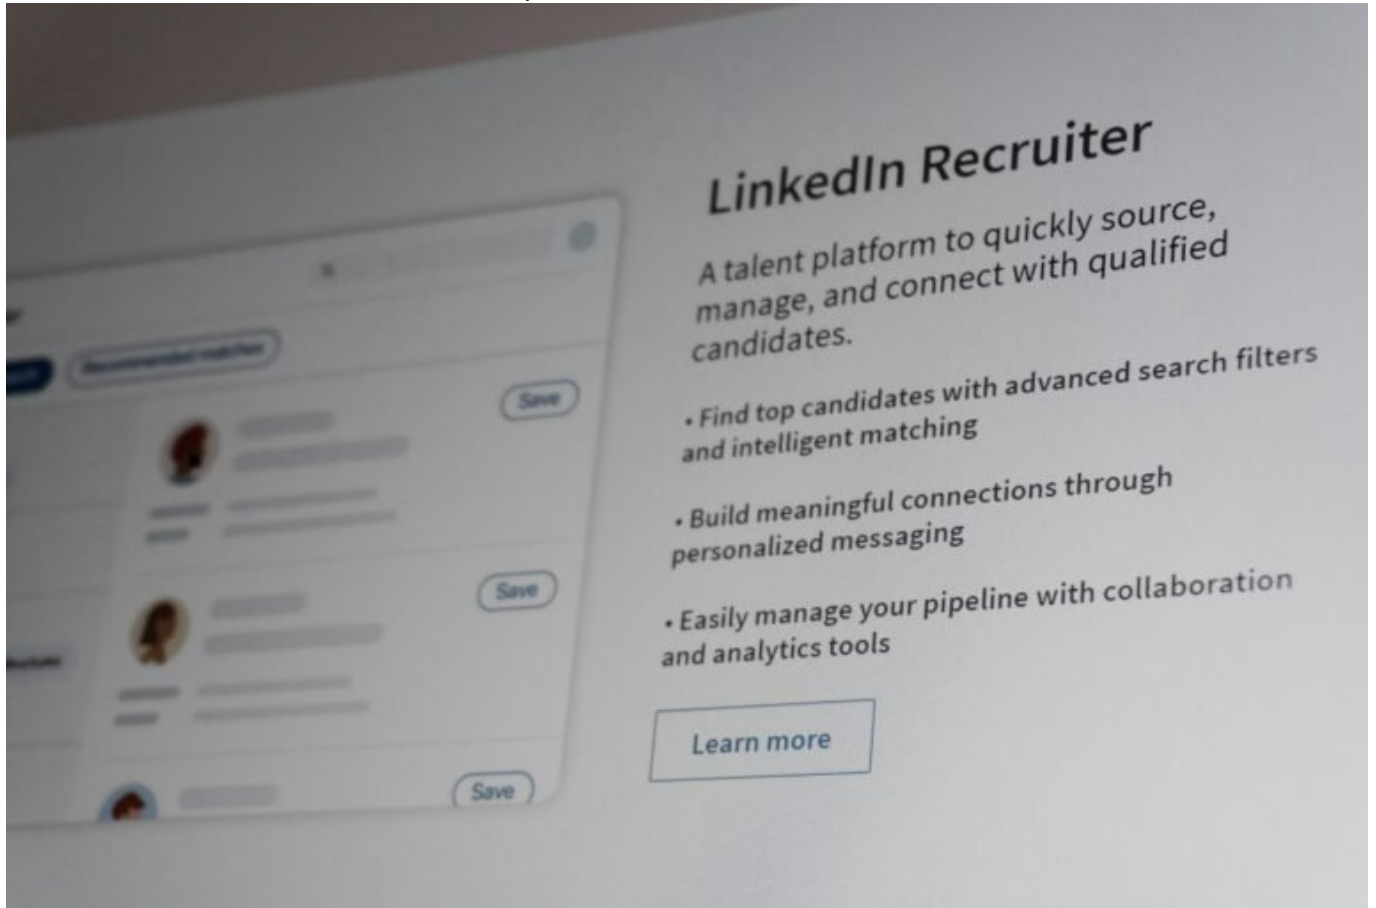 LinkedIn Recruiter
A talent platform to quickly source,
manage, and connect with qualified
candidates.
• Find top candidates with advanced search filters
and intelligent matching
• Build meaningful connections through
personalized messaging
• Easily manage your pipeline with collaboration
and analytics tools
Learn more
Recommended matches
Save
Save
Save